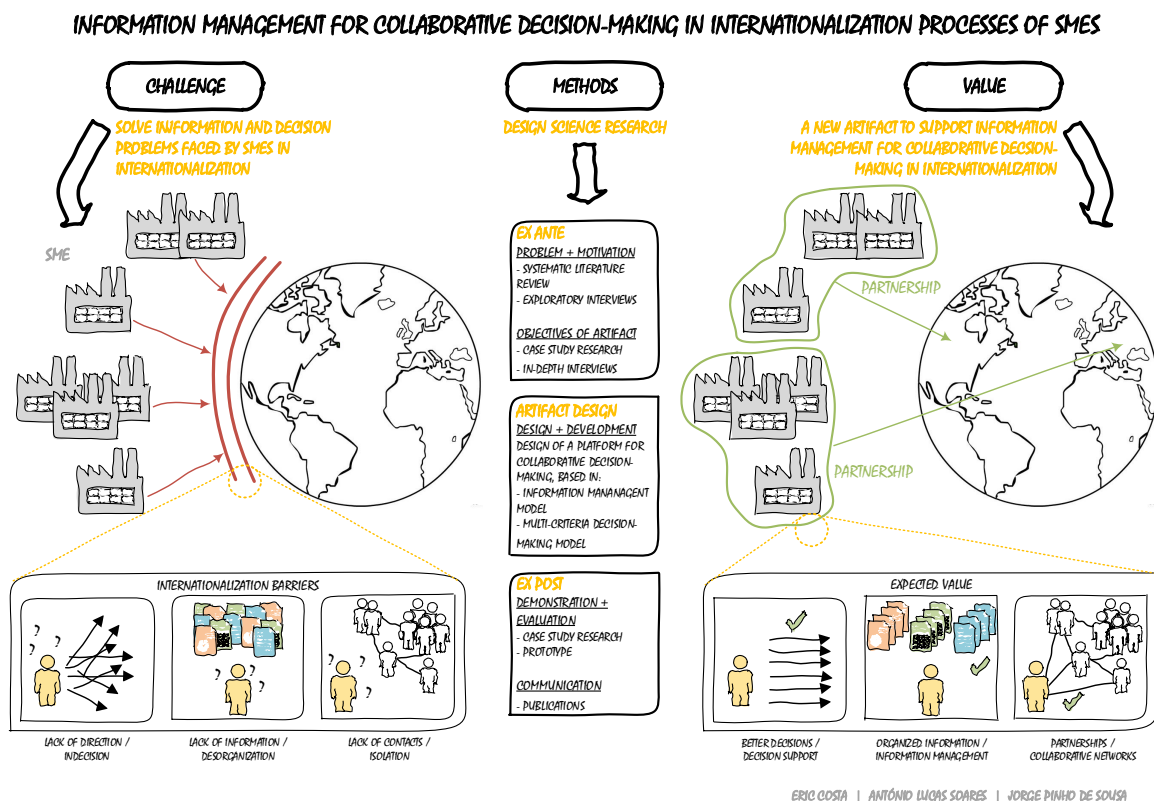 INFORMATION MANAGEMENT FOR COLLABORATIVE DECISION-MAKING IN INTERNATIONALIZATION PROCESSES OF SMES
CHALLENGE
SOLVE INFORMATION AND DECISION
PROBLEMS FACED BY SMES IN
INTERNATIONALIZATION
SME
INTERNATIONALIZATION BARRIERS
?
?
?
?
?
?
?
?
?
?
LACK OF DIRECTION /
INDECISION
LACK OF INFORMATION /
DESORGANIZATION
LACK OF CONTACTS /
ISOLATION
METHODS
DESIGN SCIENCE RESEARCH
EX ANTE
PROBLEM + MOTIVATION
- SYSTEMATIC LITERATURE
REVIEW
- EXPLORATORY INTERVIEWS
OBJECTIVES OF ARTIFACT
- CASE STUDY RESEARCH
- IN-DEPTH INTERVIEWS
ARTIFACT DESIGN
DESIGN + DEVELOPMENT
DESIGN OF A PLATFORM FOR
COLLABORATIVE DECISION-
MAKING, BASED IN:
- INFORMATION MANANAGENT
MODEL
- MULTI-CRITERIA DECISION-
MAKING MODEL
EX POST
DEMONSTRATION +
EVALUATION
- CASE STUDY RESEARCH
- PROTOTYPE
COMMUNICATION
- PUBLICATIONS
VALUE
A NEW ARTIFACT TO SUPPORT INFORMATION
MANAGEMENT FOR COLLABORATIVE DECSION-
MAKING IN INTERNATIONALIZATION
PARTNERSHIP
PARTNERSHIP
EXPECTED VALUE
BETTER DECISIONS /
DECISION SUPPORT
ORGANIZED INFORMATION /
INFORMATION MANAGEMENT
PARTNERSHIPS /
COLLABORATIVE NETWORKS
ERIC COSTA | ANTÓNIO LUCAS SOARES | JORGE PINHO DE SOUSA